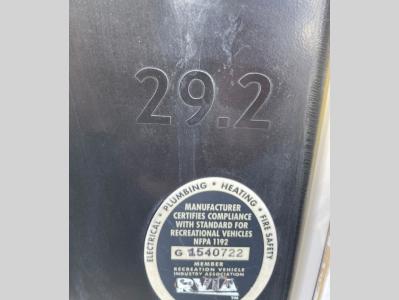 29.2
ELECTRICAL • PLUMBING • HEATING • FIRE SAFETY
MANUFACTURER
CERTIFIES COMPLIANCE
WITH STANDARD FOR
RECREATIONAL VEHICLES
NFPA 1192
G 1540722
MEMBER
RECREATION VEHICLE
INDUSTRY ASSOCIATION
RVIA
TM